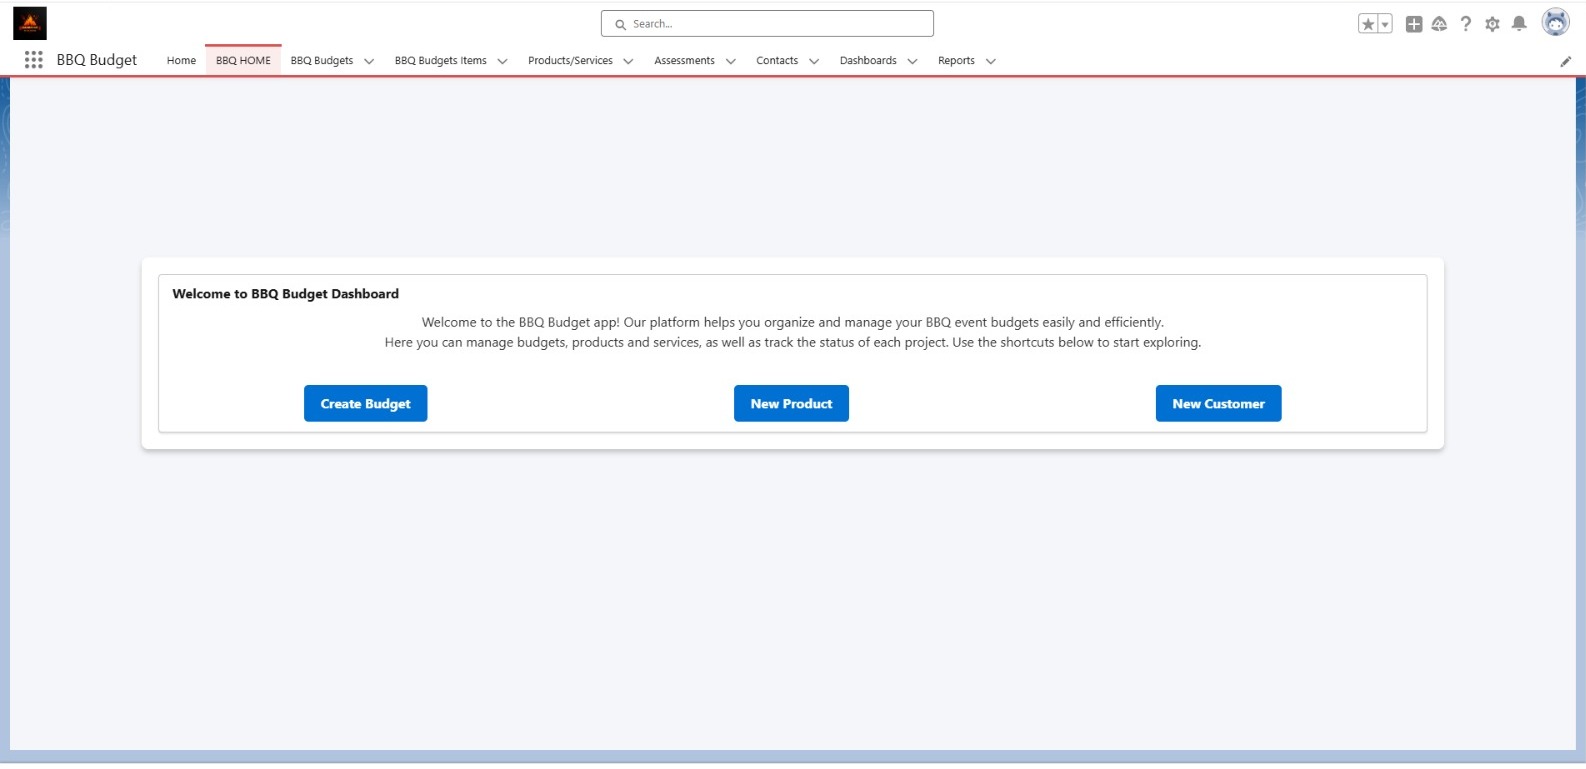 Search...
BBQ Budget
Home
BBQ HOME
BBQ Budgets
BBQ Budgets Items
Products/Services
Assessments
Contacts
Dashboards
Reports
Welcome to BBQ Budget Dashboard
Welcome to the BBQ Budget app! Our platform helps you organize and manage your BBQ event budgets easily and efficiently.
Here you can manage budgets, products and services, as well as track the status of each project. Use the shortcuts below to start exploring.
Create Budget
New Product
New Customer